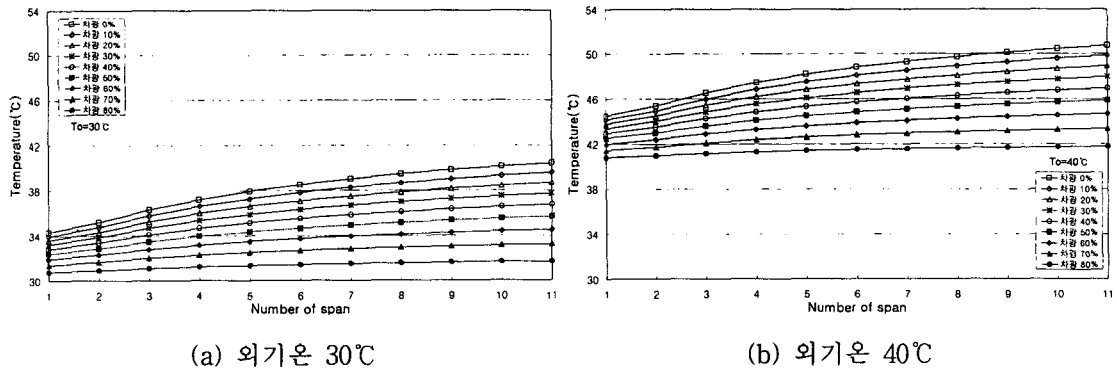 54
50
46
42
38
34
30
Temperature(℃)
차광 0%
차광 10%
차광 20%
차광 30%
차광 40%
차광 50%
차광 60%
차광 70%
차광 80%
To=30℃
1 2 3 4 5 6 7 8 9 10 11
Number of span
(a) 외기온 30℃
54
50
46
42
38
34
30
Temperature(℃)
To=40℃
차광 0%
차광 10%
차광 20%
차광 30%
차광 40%
차광 50%
차광 60%
차광 70%
차광 80%
1 2 3 4 5 6 7 8 9 10 11
Number of span
(b) 외기온 40℃